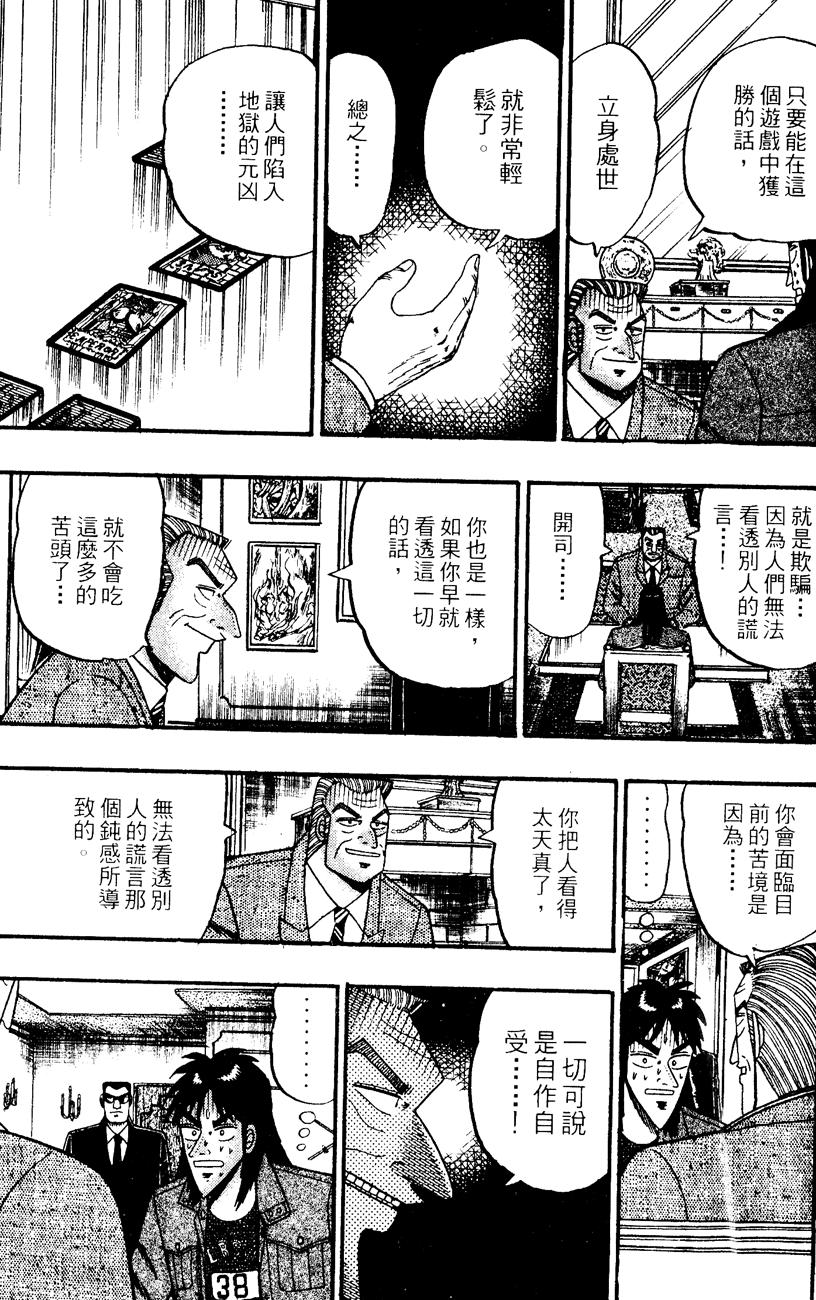 只要能在這
個遊戲中獲
勝的話，
立身處世
就非常輕
鬆了。
總之……
讓人們陷入
地獄的元凶
………
就是欺騙…
因為人們無法
看透別人的謊
言…!
開司……
你也是一樣，
如果你早就
看透這一切
的話，
就不會吃
這麼多的
苦頭了…
你會面臨目
前的苦境是
因為……
………
你把人看得
太天真了，
無法看透別
人的謊言那
個鈍感所導
致的。
一切可說
是自作自
受……!
………
38